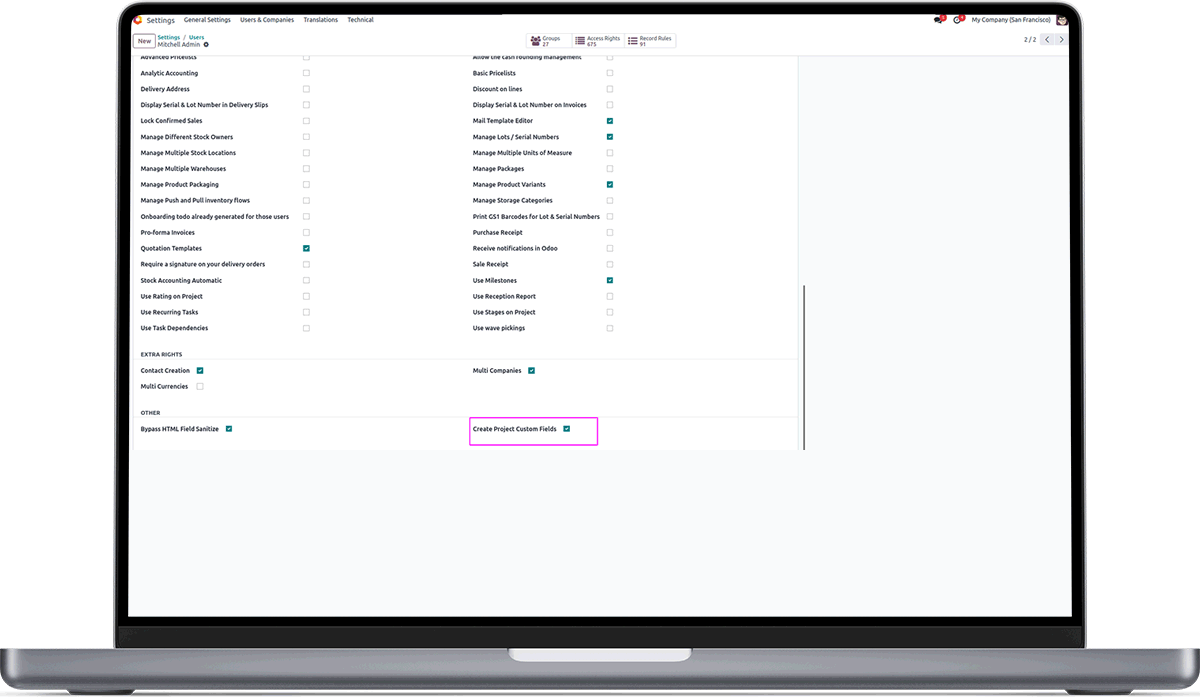 Settings General Settings Users & Companies Translations Technical My Company (San Francisco)
New Settings / Users
Mitchell Admin
Groups 27
Access Rights 675
Record Rules 91
2 / 2
Advanced Pricelists Allow the cash rounding management
Analytic Accounting Basic Pricelists
Delivery Address Discount on lines
Display Serial & Lot Number in Delivery Slips Display Serial & Lot Number on Invoices
Lock Confirmed Sales Mail Template Editor
Manage Different Stock Owners Manage Lots / Serial Numbers
Manage Multiple Stock Locations Manage Multiple Units of Measure
Manage Multiple Warehouses Manage Packages
Manage Product Packaging Manage Product Variants
Manage Push and Pull inventory flows Manage Storage Categories
Onboarding todo already generated for those users Print GS1 Barcodes for Lot & Serial Numbers
Pro-forma Invoices Purchase Receipt
Quotation Templates Receive notifications in Odoo
Require a signature on your delivery orders Sale Receipt
Stock Accounting Automatic Use Milestones
Use Rating on Project Use Reception Report
Use Recurring Tasks Use Stages on Project
Use Task Dependencies Use wave pickings
EXTRA RIGHTS
Contact Creation Multi Companies
Multi Currencies
OTHER
Bypass HTML Field Sanitize Create Project Custom Fields